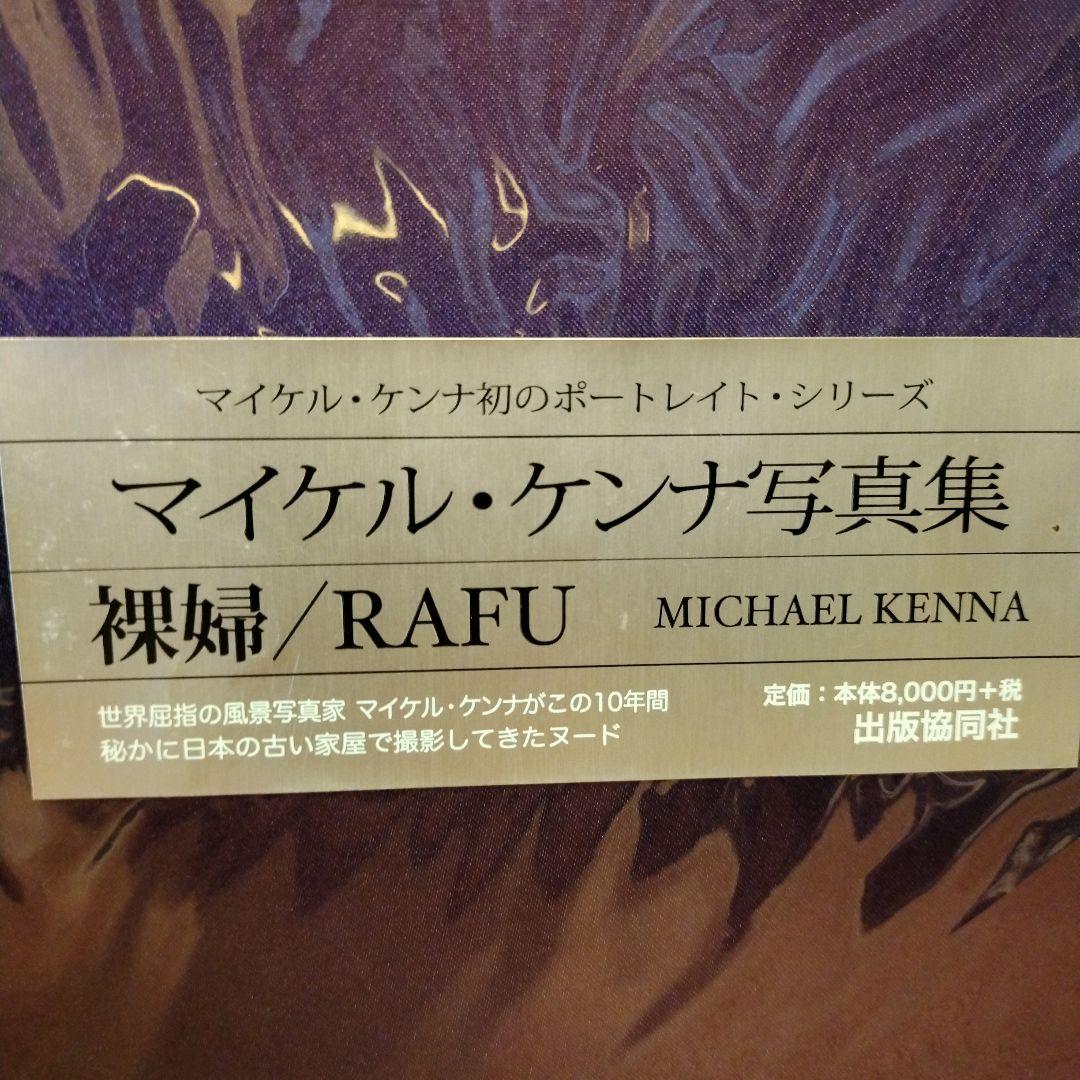 マイケル・ケンナ初のポートレイト・シリーズ
マイケル・ケンナ写真集
裸婦/RAFU MICHAEL KENNA
世界屈指の風景写真家 マイケル・ケンナがこの10年間
秘かに日本の古い家屋で撮影してきたヌード
定価：本体8,000円+税
出版協同社